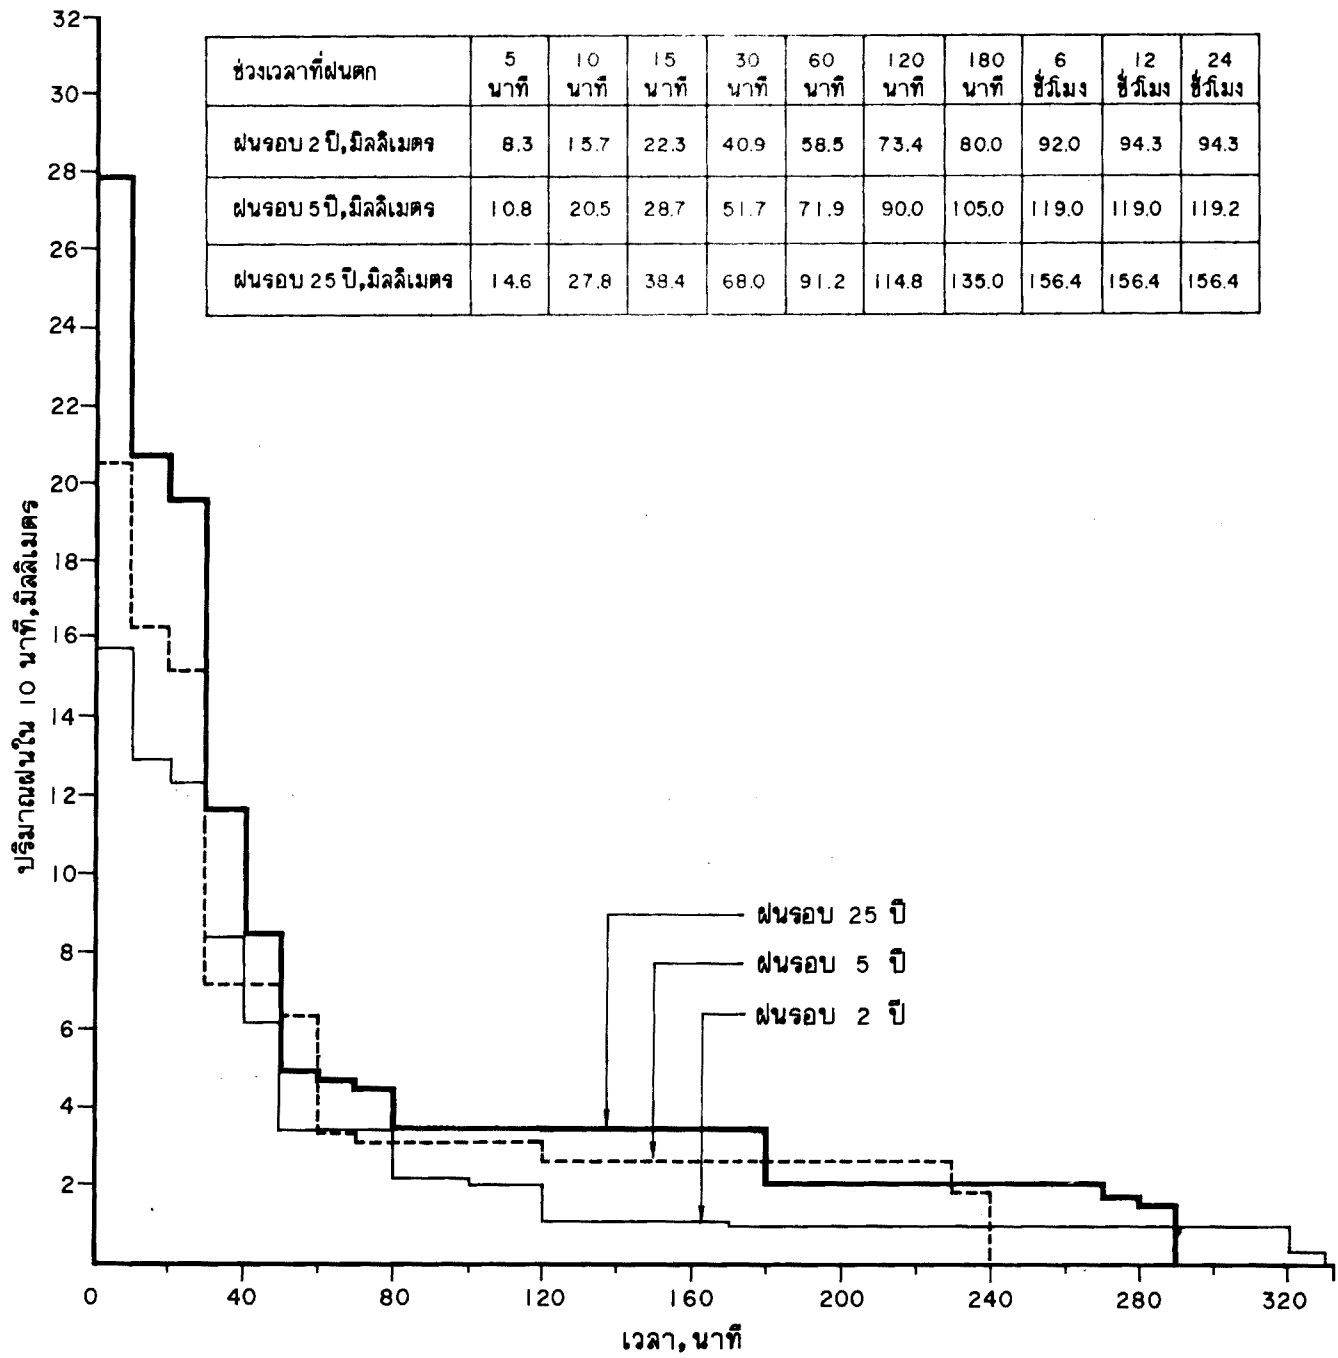 ช่วงเวลาที่ฝนตก 5 นาที 10 นาที 15 นาที 30 นาที 60 นาที 120 นาที 180 นาที 6 ชั่วโมง 12 ชั่วโมง 24 ชั่วโมง
ฝนรอบ 2 ปี,มิลลิเมตร 8.3 15.7 22.3 40.9 58.5 73.4 80.0 92.0 94.3 94.3
ฝนรอบ 5 ปี,มิลลิเมตร 10.8 20.5 28.7 51.7 71.9 90.0 105.0 119.0 119.0 119.2
ฝนรอบ 25 ปี,มิลลิเมตร 14.6 27.8 38.4 68.0 91.2 114.8 135.0 156.4 156.4 156.4
32
30
28
26
24
22
20
18
16
14
12
10
8
6
4
2
ปริมาณฝนใน 10 นาที,มิลลิเมตร
ฝนรอบ 25 ปี
ฝนรอบ 5 ปี
ฝนรอบ 2 ปี
0 40 80 120 160 200 240 280 320
เวลา,นาที